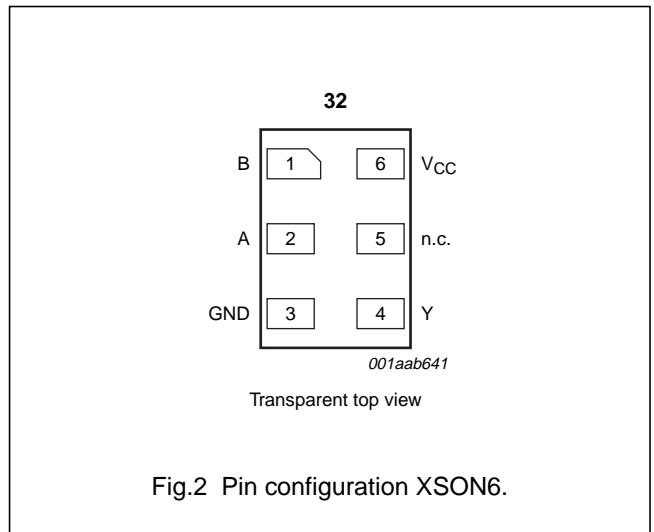 32
B 1 6 VCC
A 2 5 n.c.
GND 3 4 Y
001aab641
Transparent top view
Fig.2 Pin configuration XSON6.